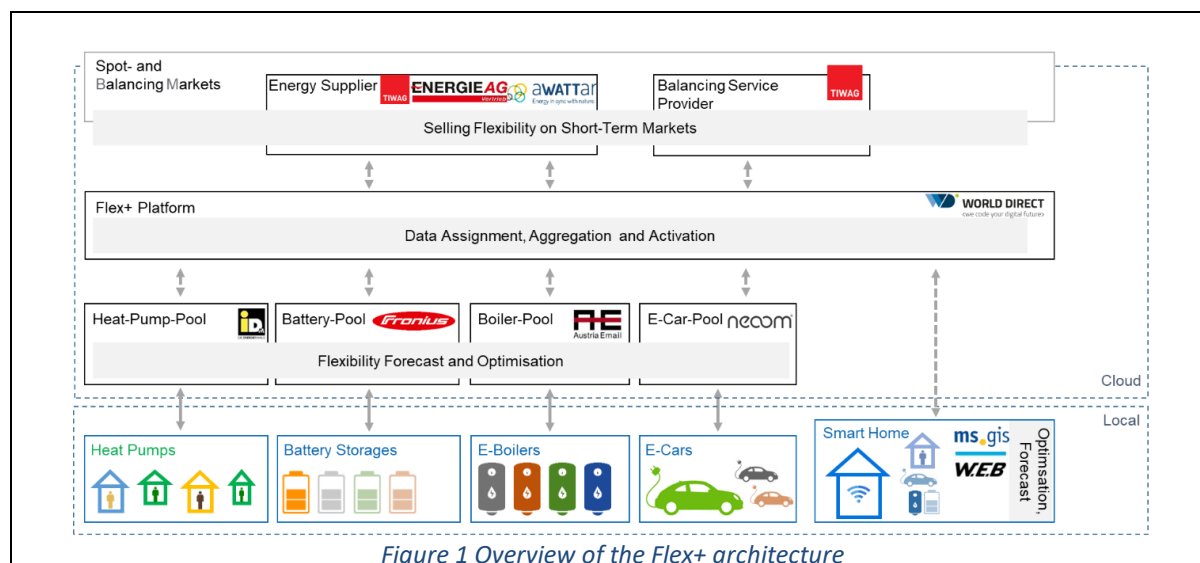 Spot- and
Balancing Markets
Energy Supplier
TIWAG
ENERGIEAG
Vertrieb
aWATTar
Energy in sync with nature.
Balancing Service
Provider
TIWAG
Selling Flexibility on Short-Term Markets
Flex+ Platform
WORLD DIRECT
<we code your digital future>
Data Assignment, Aggregation and Activation
Heat-Pump-Pool
iD
Battery-Pool
Fronius
Boiler-Pool
AE
Austria Email
E-Car-Pool
neoom
Flexibility Forecast and Optimisation
Cloud
Local
Heat Pumps
Battery Storages
E-Boilers
E-Cars
Smart Home
ms.gis
W.E.B
Optimsation,
Forecast
Figure 1 Overview of the Flex+ architecture